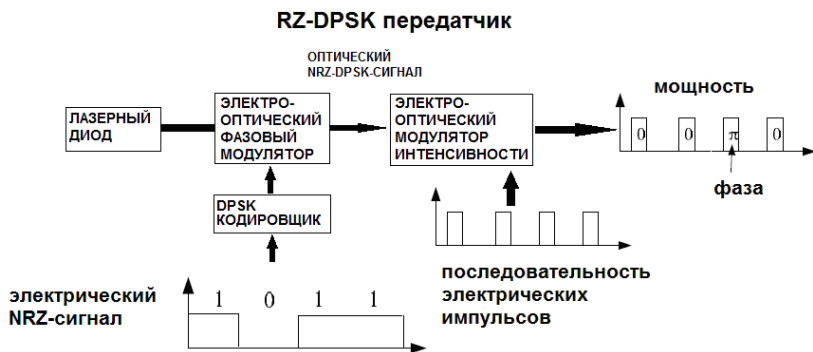 RZ-DPSK передатчик
ОПТИЧЕСКИЙ
NRZ-DPSK-СИГНАЛ
ЛАЗЕРНЫЙ
ДИОД
ЭЛЕКТРО-
ОПТИЧЕСКИЙ
ФАЗОВЫЙ
МОДУЛЯТОР
ЭЛЕКТРО-
ОПТИЧЕСКИЙ
МОДУЛЯТОР
ИНТЕНСИВНОСТИ
мощность
0 0 π 0
фаза
DPSK
КОДИРОВЩИК
последовательность
электрических
импульсов
электрический
NRZ-сигнал
1 0 1 1